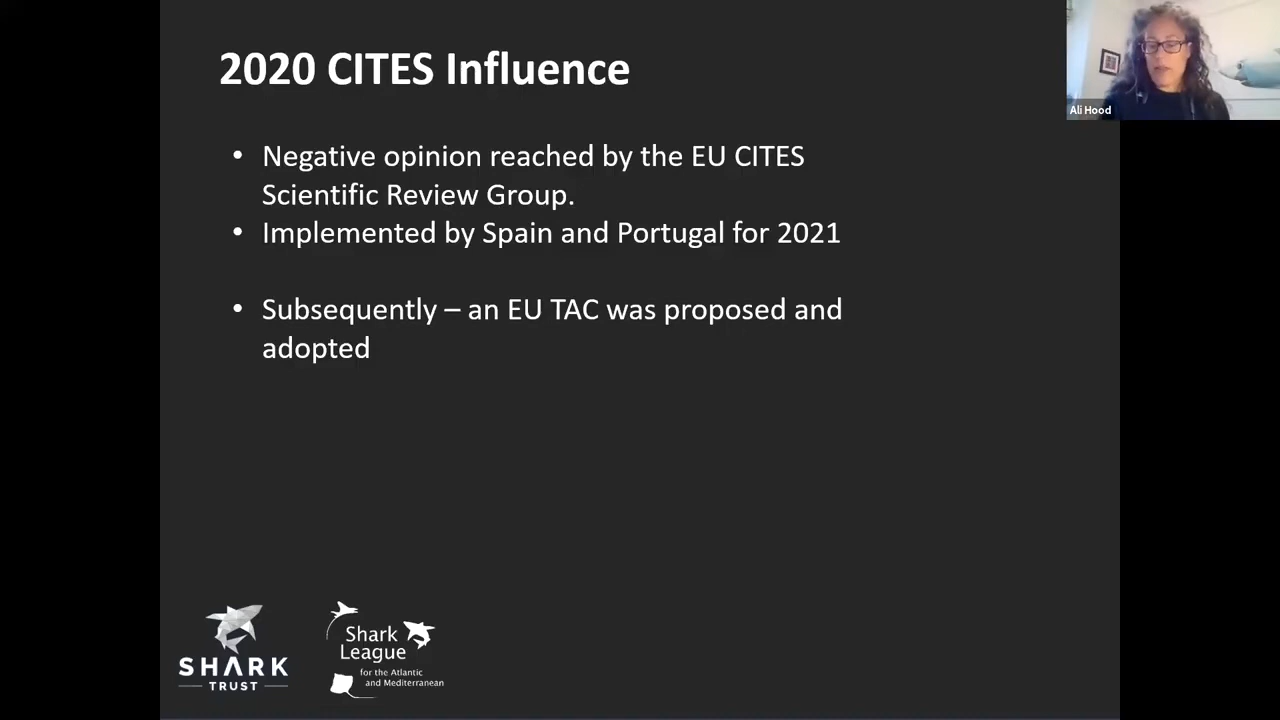 2020 CITES Influence
Ali Hood
• Negative opinion reached by the EU CITES
Scientific Review Group.
• Implemented by Spain and Portugal for 2021
• Subsequently – an EU TAC was proposed and
adopted
SHARK
TRUST
Shark
League
for the Atlantic
and Mediterranean